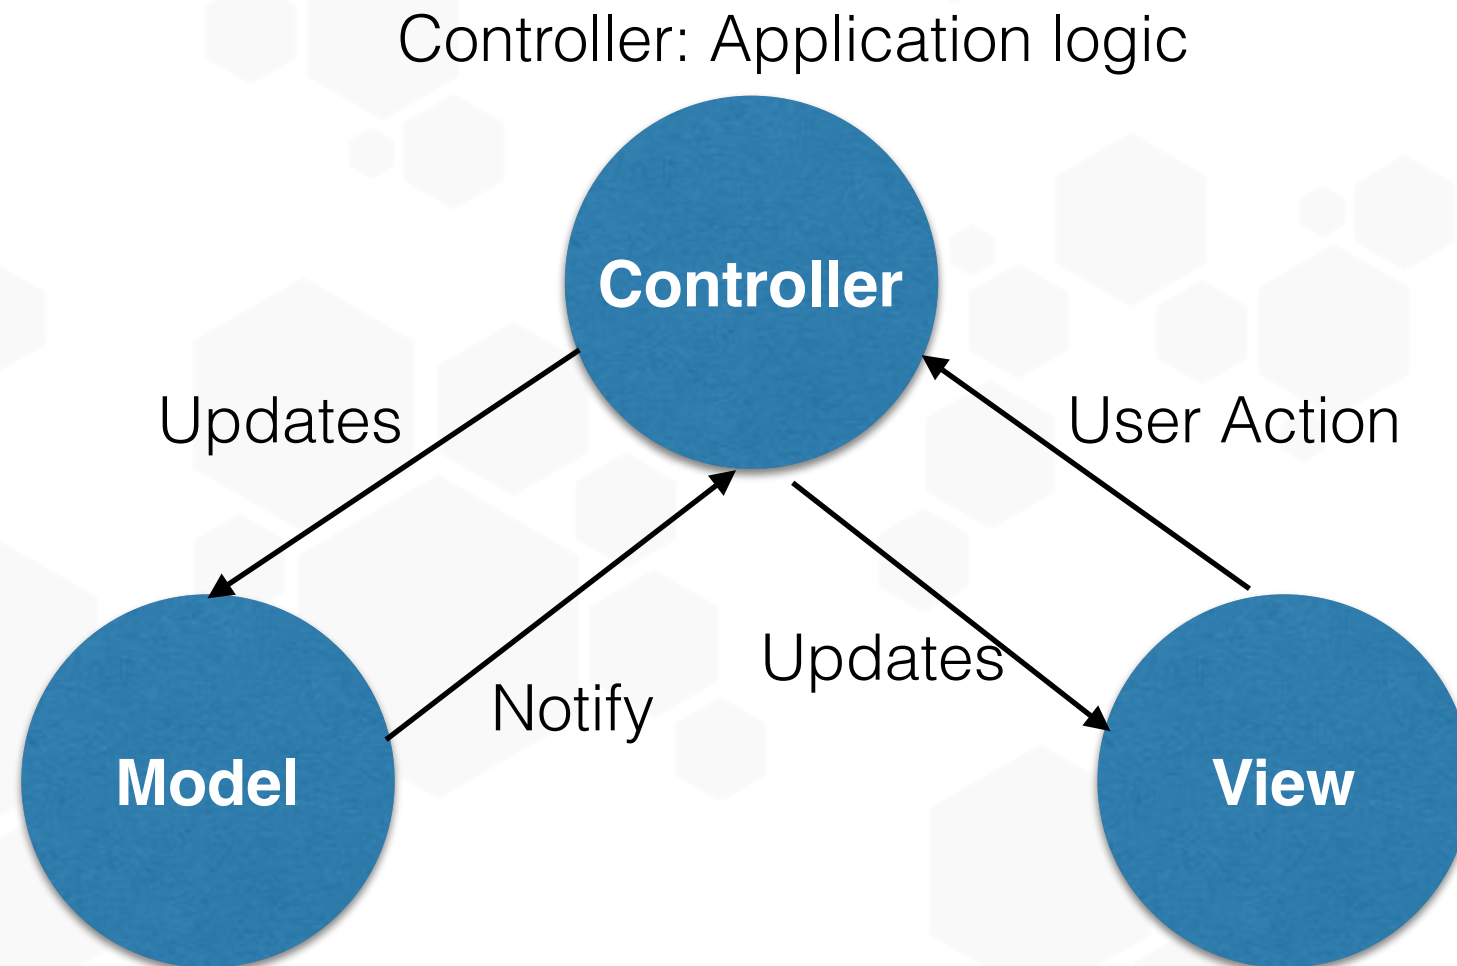 Controller: Application logic
Controller
Updates
User Action
Updates
Notify
Model
View